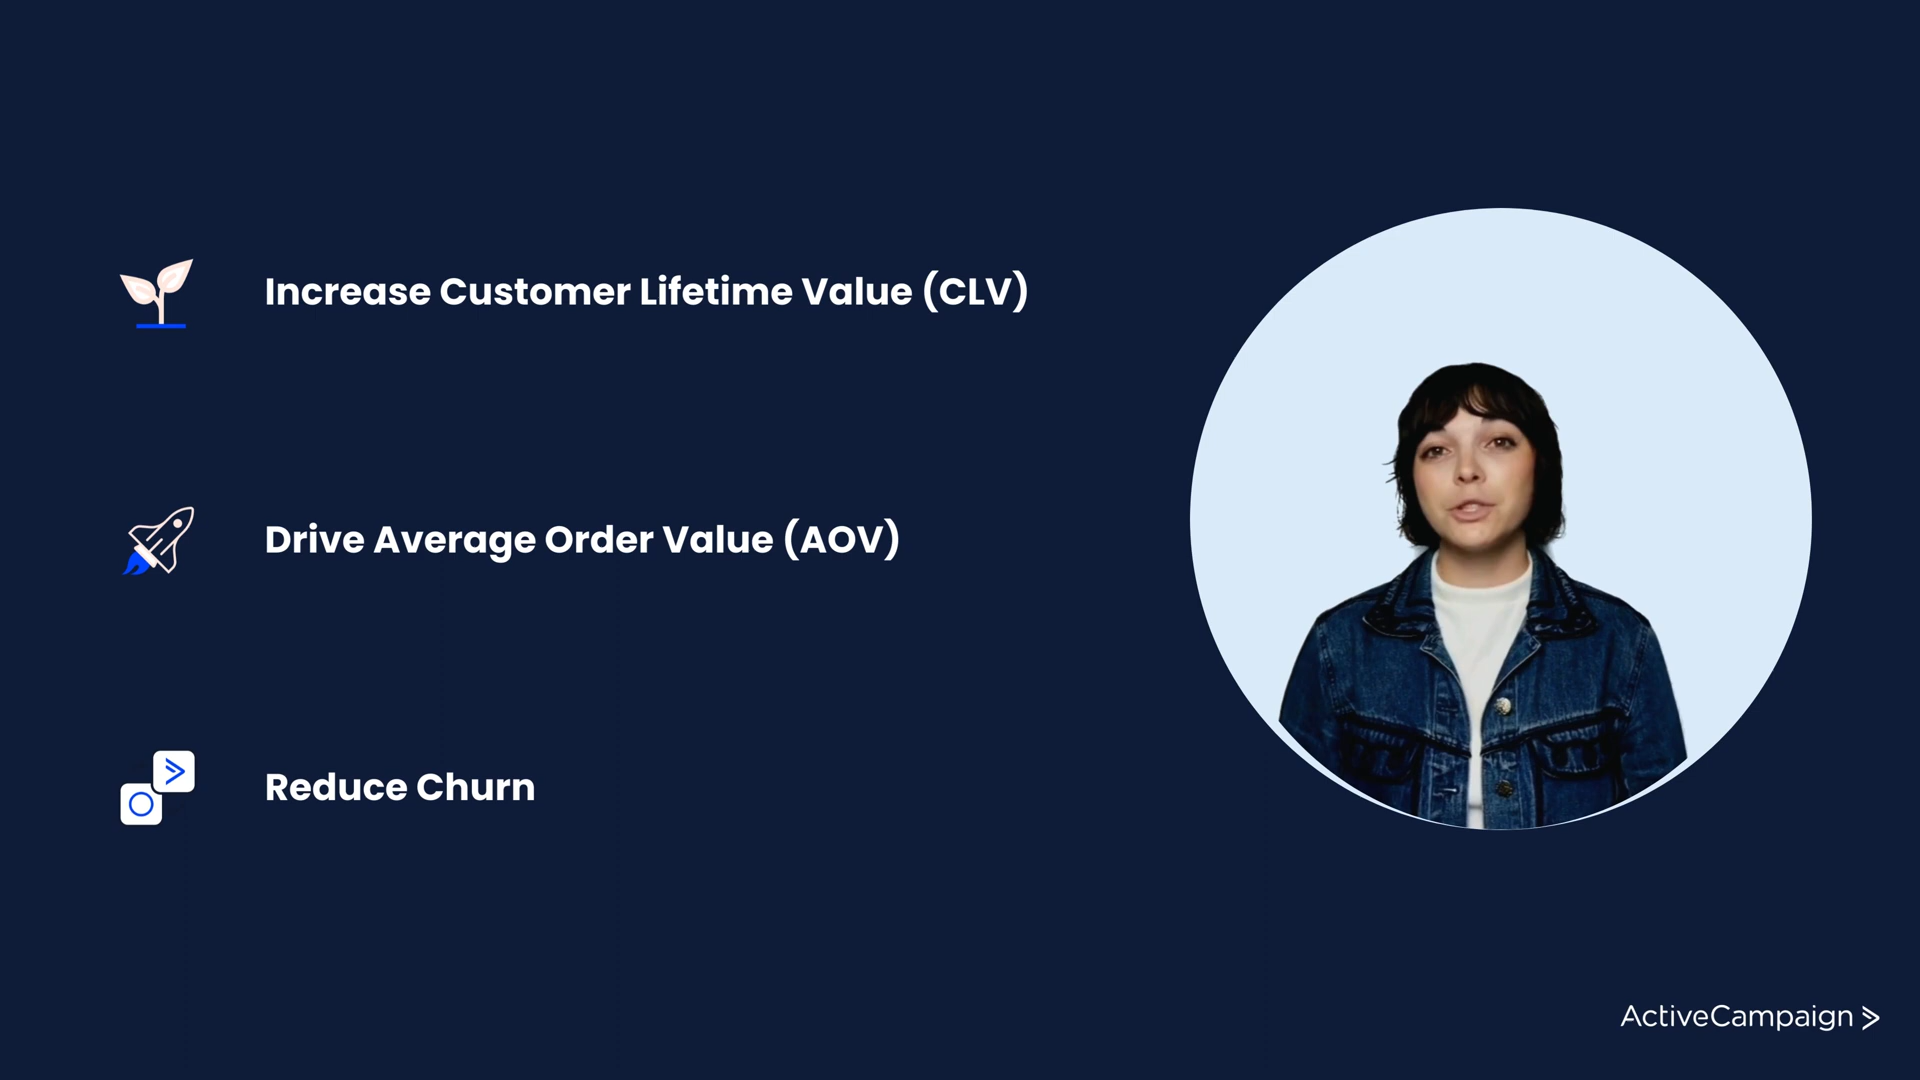 Increase Customer Lifetime Value (CLV)
Drive Average Order Value (AOV)
Reduce Churn
ActiveCampaign